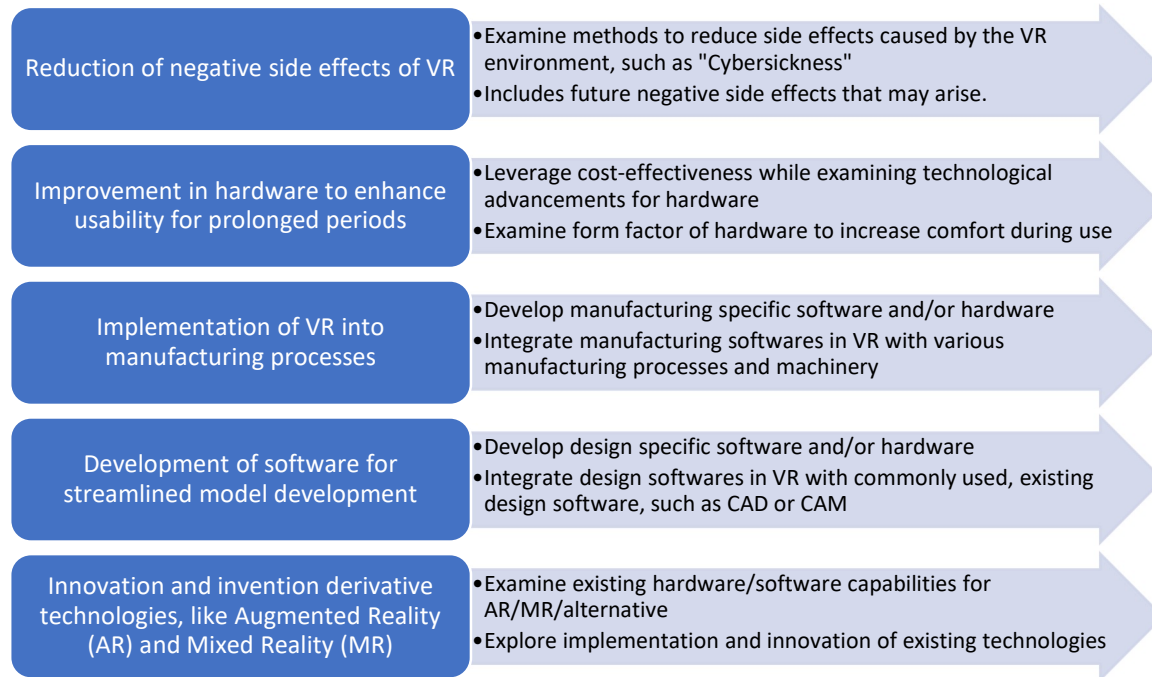 Reduction of negative side effects of VR
•Examine methods to reduce side effects caused by the VR
environment, such as "Cybersickness"
•Includes future negative side effects that may arise.
Improvement in hardware to enhance
usability for prolonged periods
•Leverage cost-effectiveness while examining technological
advancements for hardware
•Examine form factor of hardware to increase comfort during use
Implementation of VR into
manufacturing processes
•Develop manufacturing specific software and/or hardware
•Integrate manufacturing softwares in VR with various
manufacturing processes and machinery
Development of software for
streamlined model development
•Develop design specific software and/or hardware
•Integrate design softwares in VR with commonly used, existing
design software, such as CAD or CAM
Innovation and invention derivative
technologies, like Augmented Reality
(AR) and Mixed Reality (MR)
•Examine existing hardware/software capabilities for
AR/MR/alternative
•Explore implementation and innovation of existing technologies